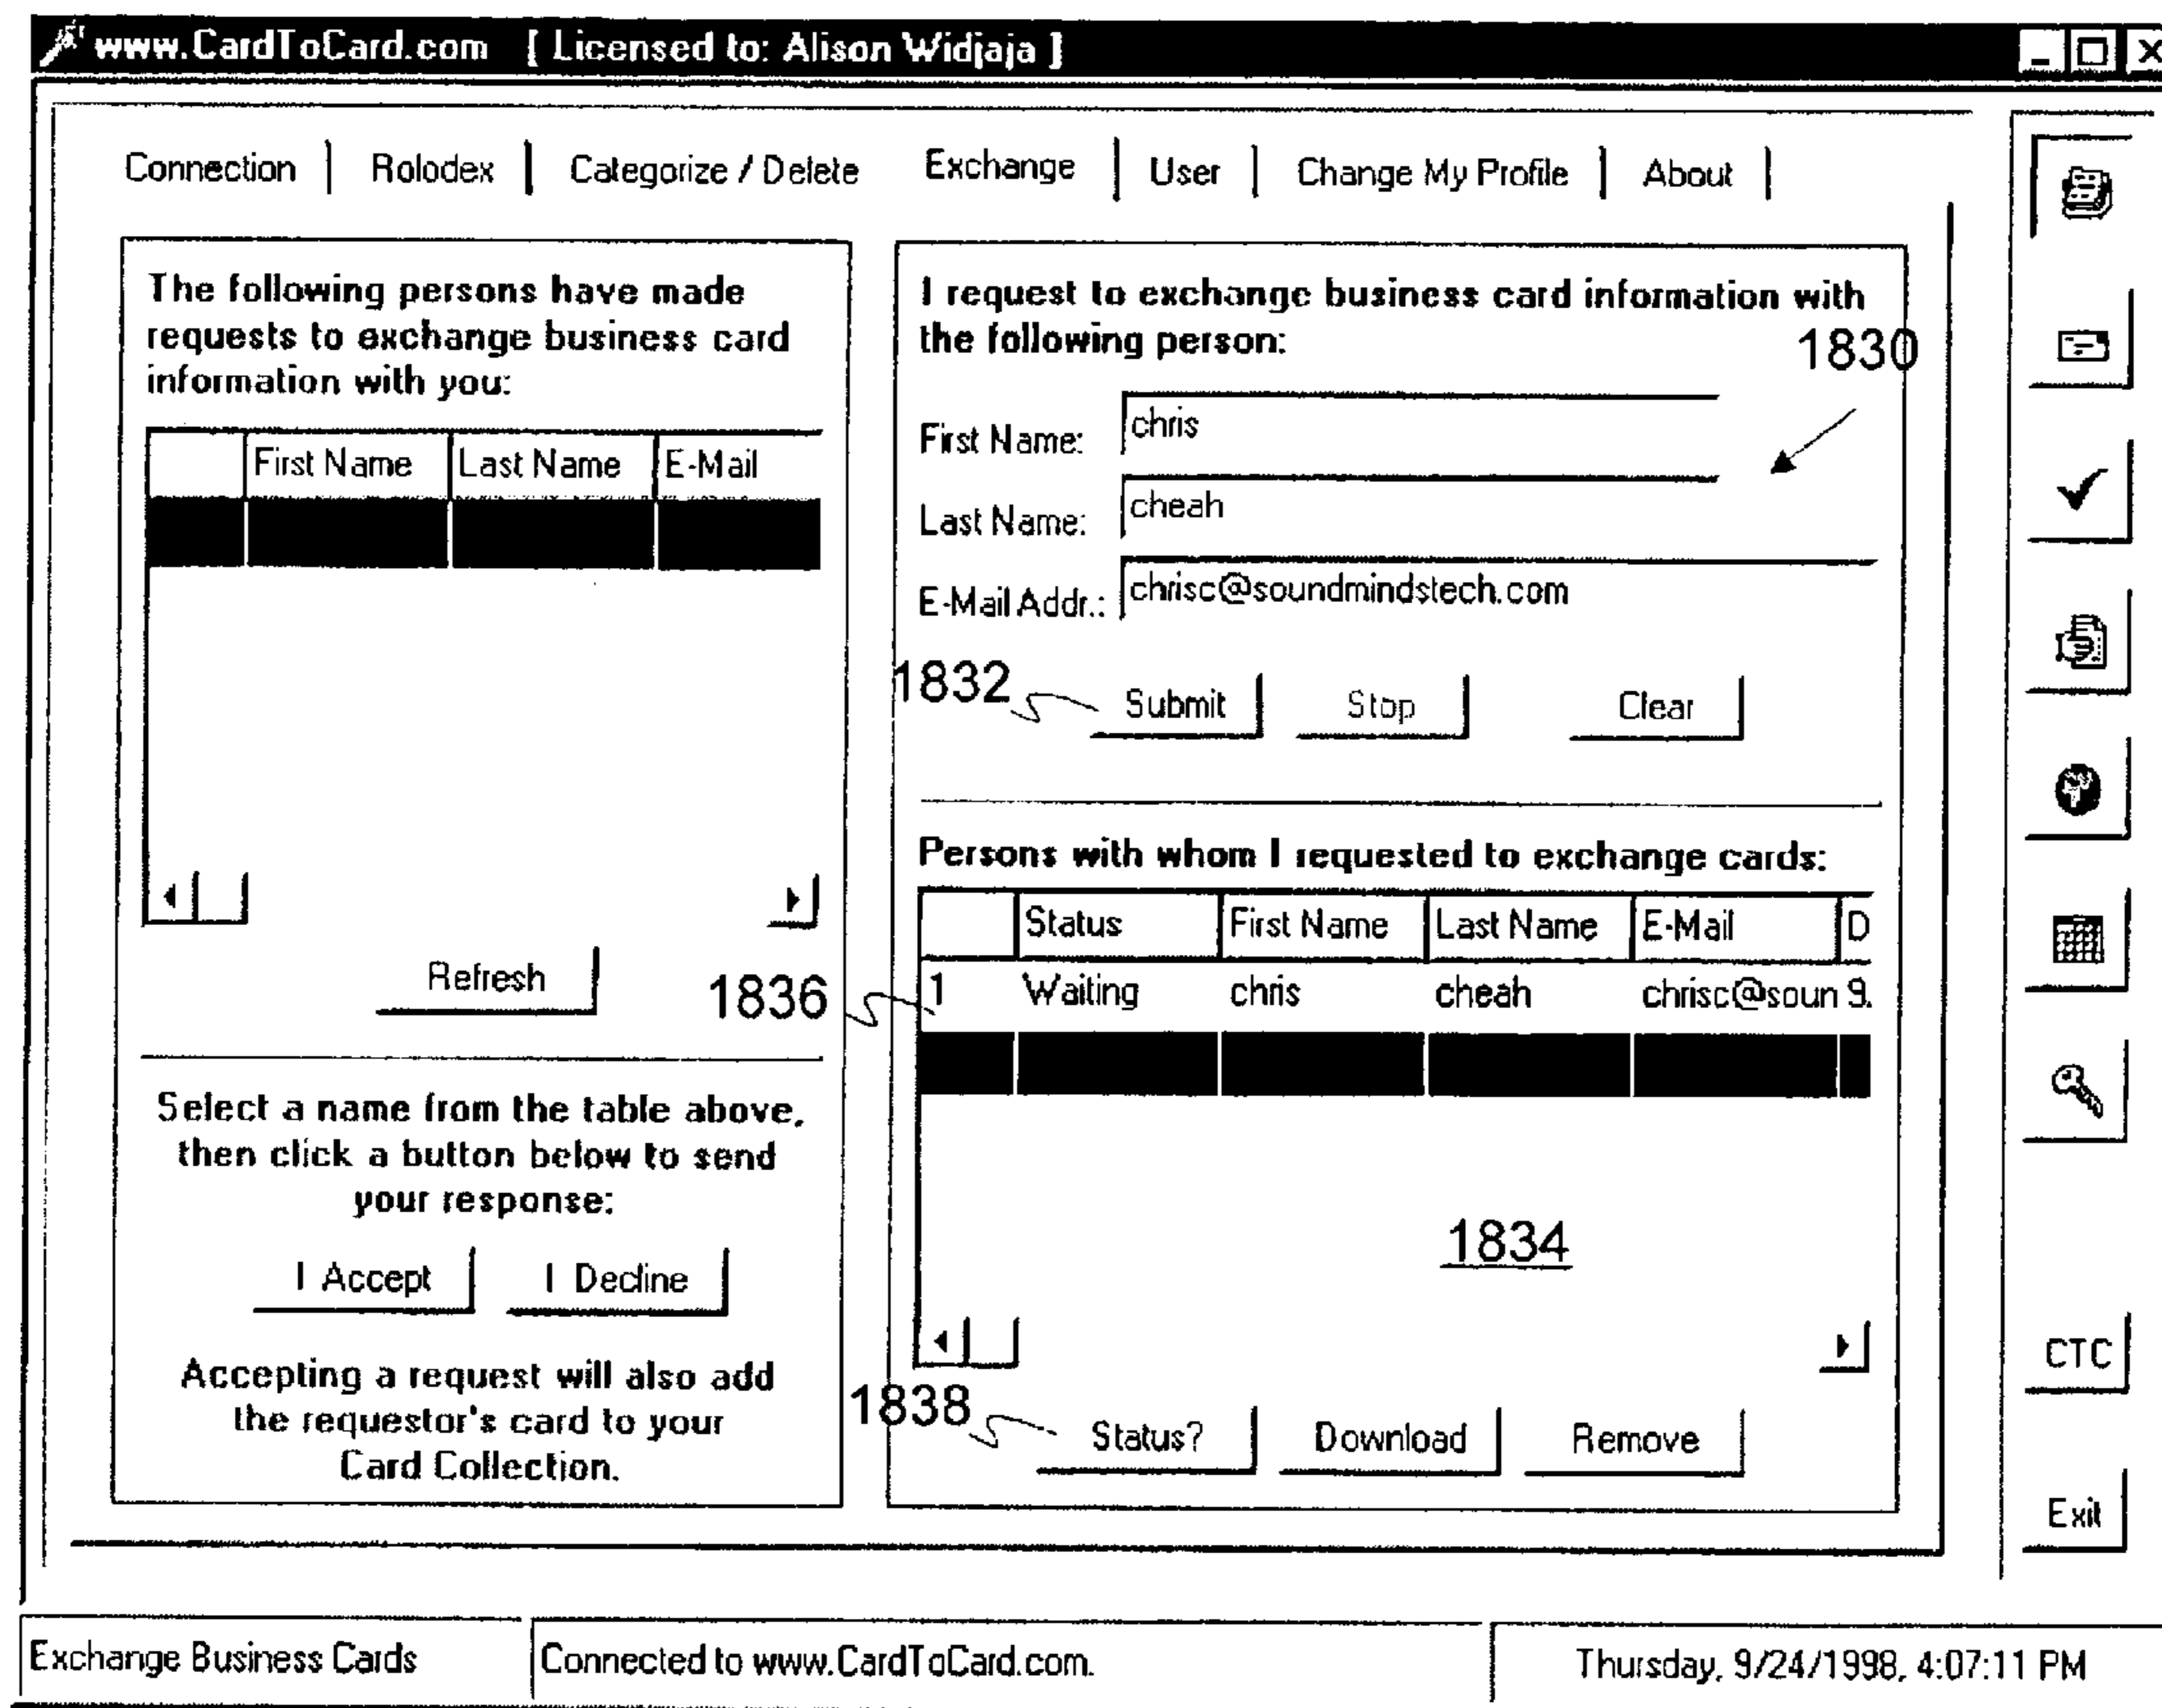 www.CardToCard.com [ Licensed to: Alison Widjaja ]
Connection | Rolodex | Categorize / Delete Exchange | User | Change My Profile | About |
The following persons have made
requests to exchange business card
information with you:
First Name Last Name E-Mail
Refresh
Select a name from the table above,
then click a button below to send
your response:
I Accept I Decline
Accepting a request will also add
the requestor's card to your
Card Collection.
I request to exchange business card information with
the following person:
1830
First Name: chris
Last Name: cheah
E-Mail Addr.: chrisc@soundmindstech.com
1832
Submit Stop Clear
Persons with whom I requested to exchange cards:
Status First Name Last Name E-Mail D
1836
1 Waiting chris cheah chrisc@soun 9.
1834
1838
Status? Download Remove
CTC
Exit
Exchange Business Cards Connected to www.CardToCard.com. Thursday, 9/24/1998, 4:07:11 PM